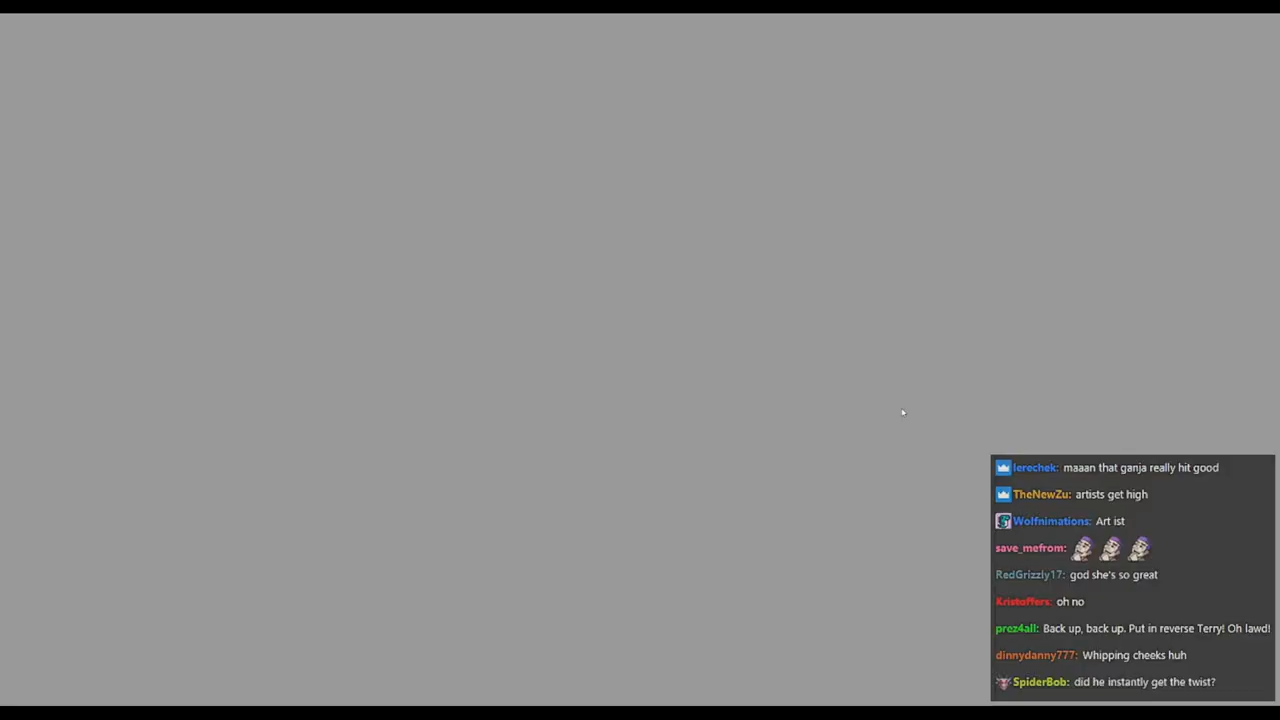 lerechek: maaan that ganja really hit good
TheNewZu: artists get high
Wolfnimations: Art ist
save_mefrom:
RedGrizzly17: god she's so great
Kristoffers: oh no
prez4all: Back up, back up. Put in reverse Terry! Oh lawd!
dinnydanny777: Whipping cheeks huh
SpiderBob: did he instantly get the twist?